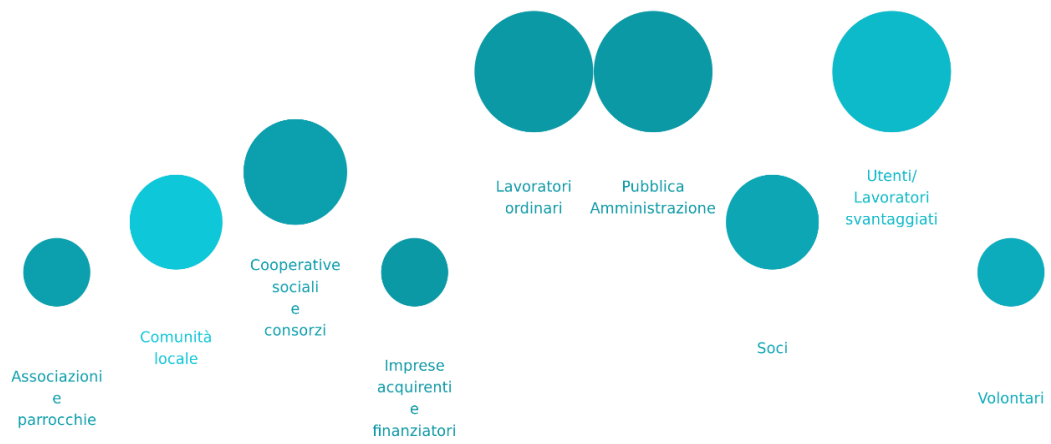 Associazioni
e
parrocchie
Comunità
locale
Cooperative
sociali
e
consorzi
Imprese
acquirenti
e
finanziatori
Lavoratori
ordinari
Pubblica
Amministrazione
Soci
Utenti/
Lavoratori
svantaggiati
Volontari